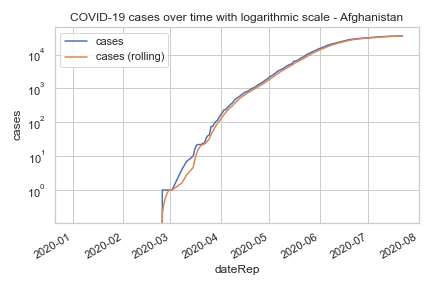 COVID-19 cases over time with logarithmic scale - Afghanistan
cases
cases (rolling)
10^4
10^3
10^2
10^1
10^0
cases
2020-01
2020-02
2020-03
2020-04
2020-05
2020-06
2020-07
2020-08
dateRep